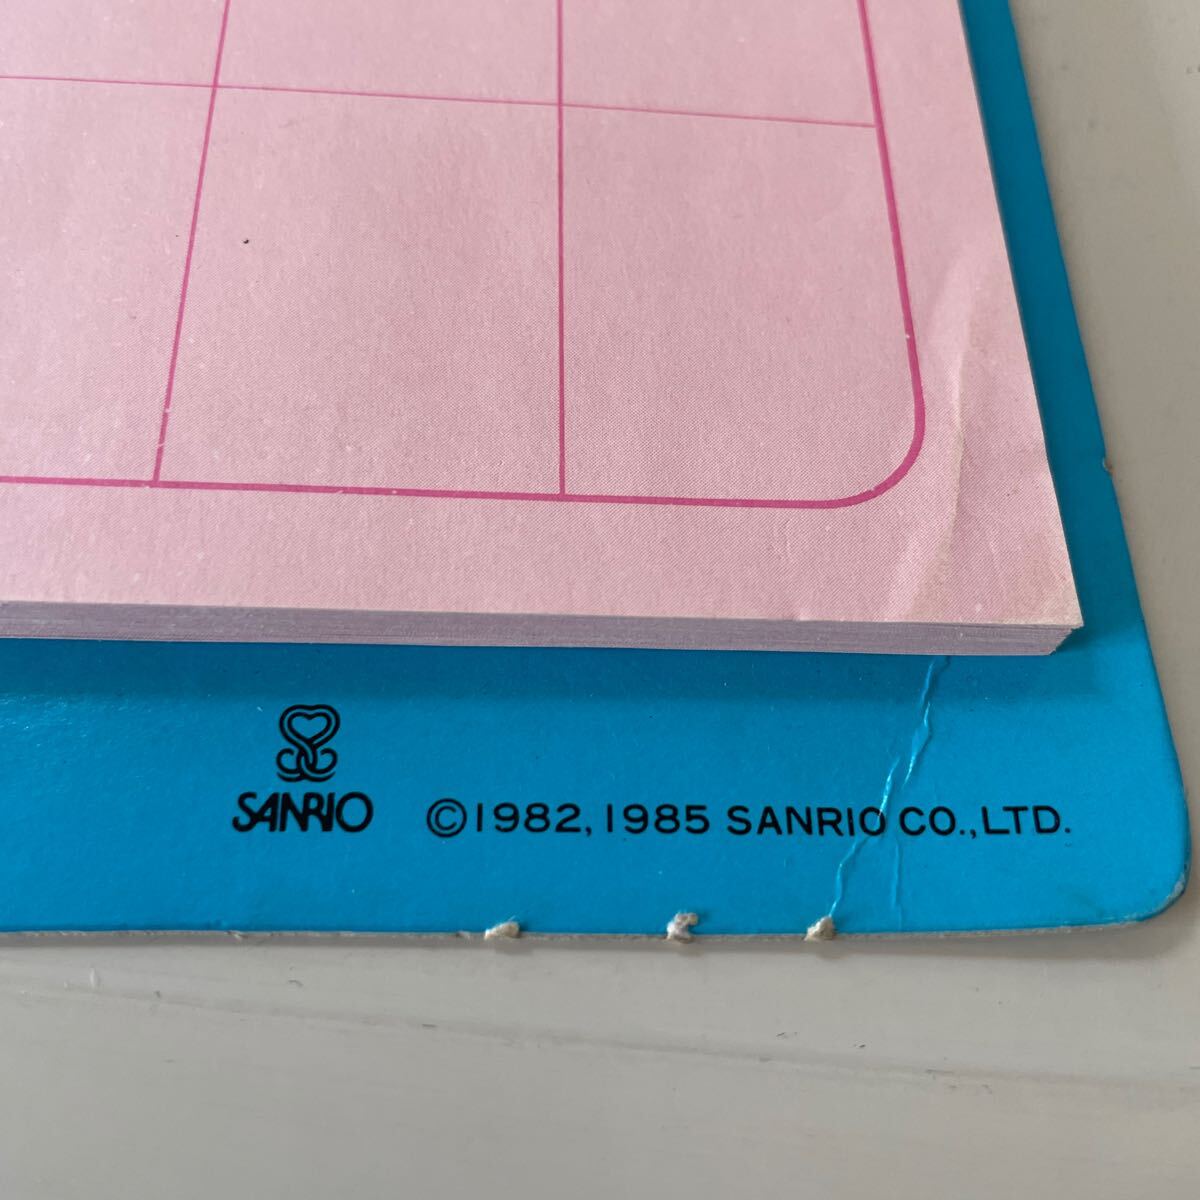 SANRIO
©1982, 1985 SANRIO CO., LTD.